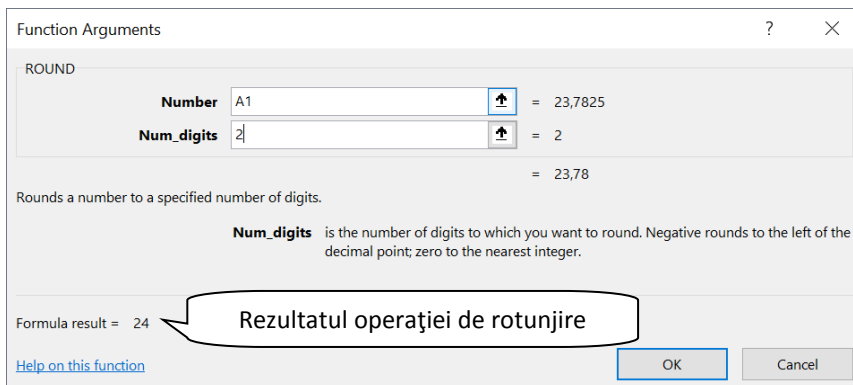 Function Arguments ?
ROUND
Number A1 = 23,7825
Num_digits 2 = 2
= 23,78
Rounds a number to a specified number of digits.
Num_digits is the number of digits to which you want to round. Negative rounds to the left of the
decimal point; zero to the nearest integer.
Formula result = 24
Rezultatul operaţiei de rotunjire
Help on this function
OK
Cancel